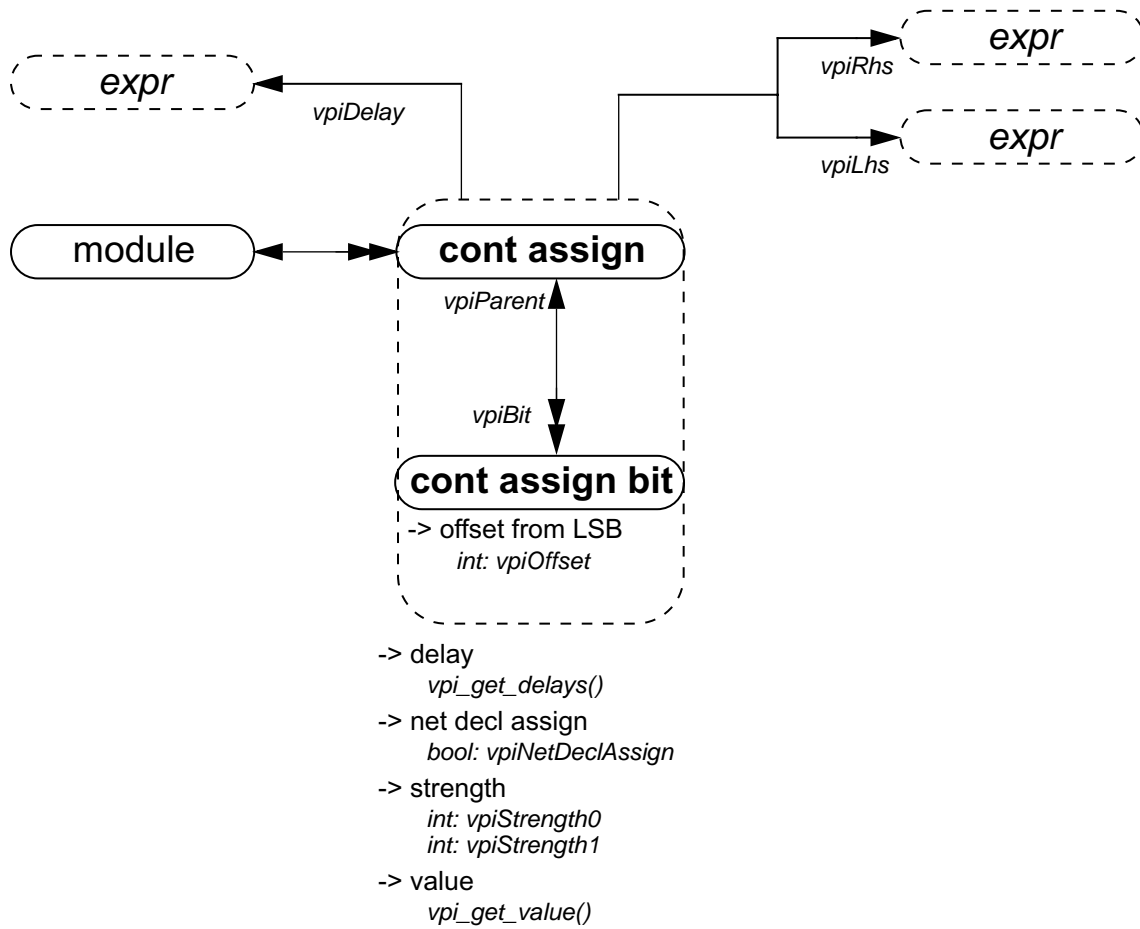 expr
vpiRhs
expr
vpiDelay
expr
vpiLhs
module
cont assign
vpiParent
vpiBit
cont assign bit
-> offset from LSB
int: vpiOffset
-> delay
vpi_get_delays()
-> net decl assign
bool: vpiNetDeclAssign
-> strength
int: vpiStrength0
int: vpiStrength1
-> value
vpi_get_value()